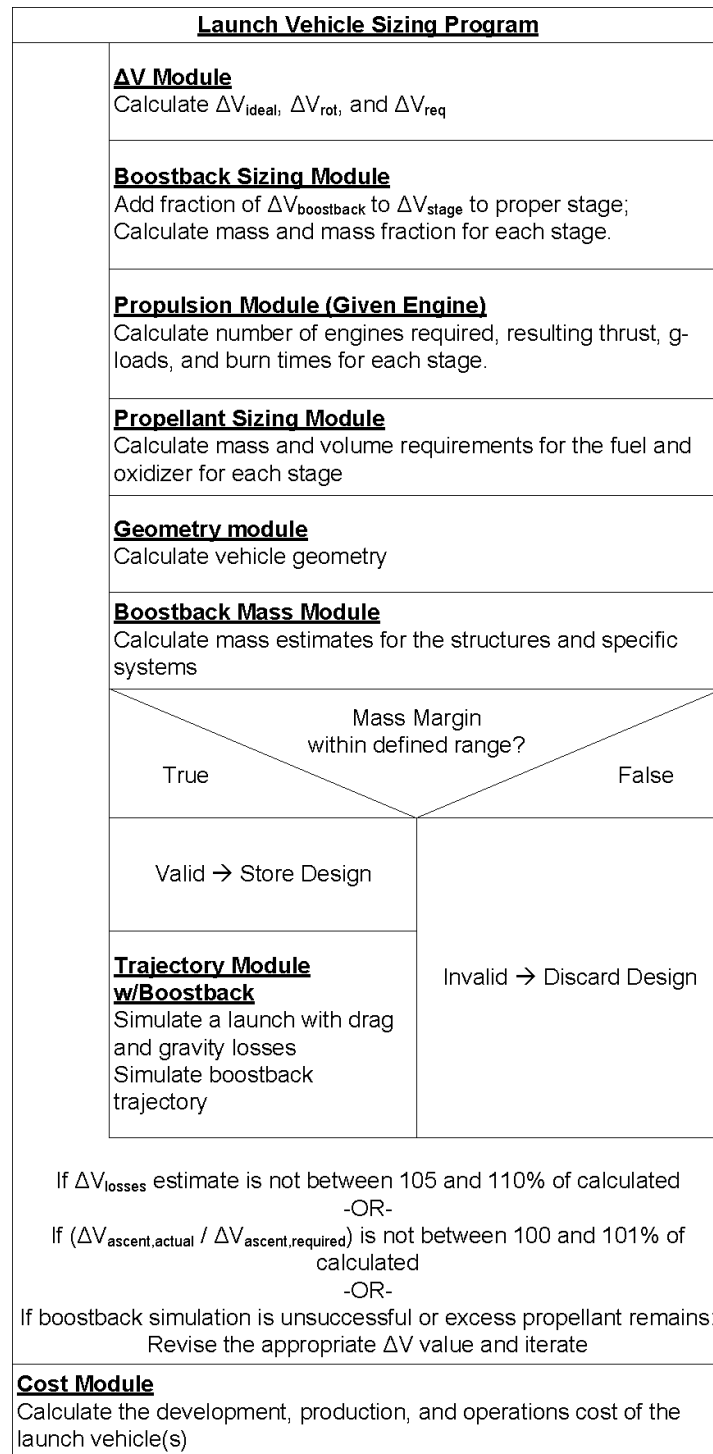 Launch Vehicle Sizing Program
ΔV Module
Calculate ΔVideal, ΔVrot, and ΔVreq
Boostback Sizing Module
Add fraction of ΔVboostback to ΔVstage to proper stage;
Calculate mass and mass fraction for each stage.
Propulsion Module (Given Engine)
Calculate number of engines required, resulting thrust, g-
loads, and burn times for each stage.
Propellant Sizing Module
Calculate mass and volume requirements for the fuel and
oxidizer for each stage
Geometry module
Calculate vehicle geometry
Boostback Mass Module
Calculate mass estimates for the structures and specific
systems
Mass Margin
within defined range?
True
False
Valid → Store Design
Trajectory Module
w/Boostback
Simulate a launch with drag
and gravity losses
Simulate boostback
trajectory
Invalid → Discard Design
If ΔVlosses estimate is not between 105 and 110% of calculated
-OR-
If (ΔVascent,actual / ΔVascent,required) is not between 100 and 101% of
calculated
-OR-
If boostback simulation is unsuccessful or excess propellant remains:
Revise the appropriate ΔV value and iterate
Cost Module
Calculate the development, production, and operations cost of the
launch vehicle(s)